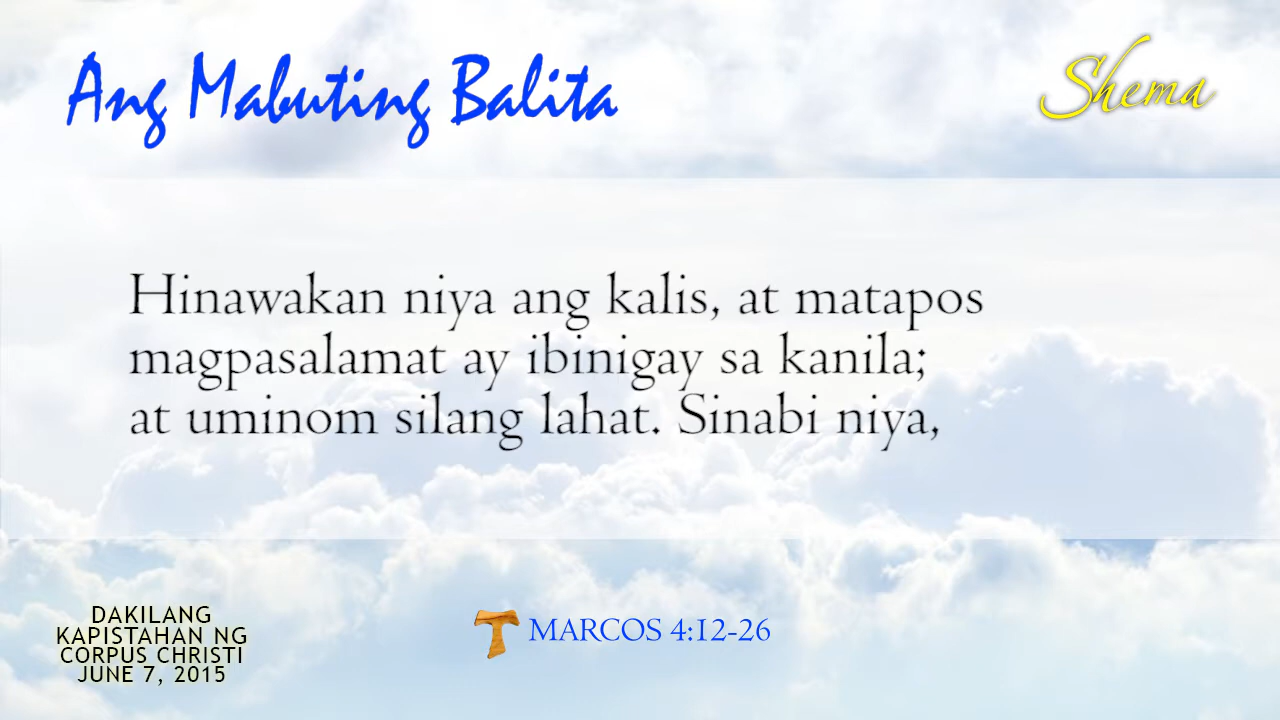 Ang Mabuting Balita
Shema
Hinawakan niya ang kalis, at matapos
magpasalamat ay ibinigay sa kanila;
at uminom silang lahat. Sinabi niya,
DAKILANG
KAPISTAHAN NG
CORPUS CHRISTI
JUNE 7, 2015
MARCOS 4:12-26